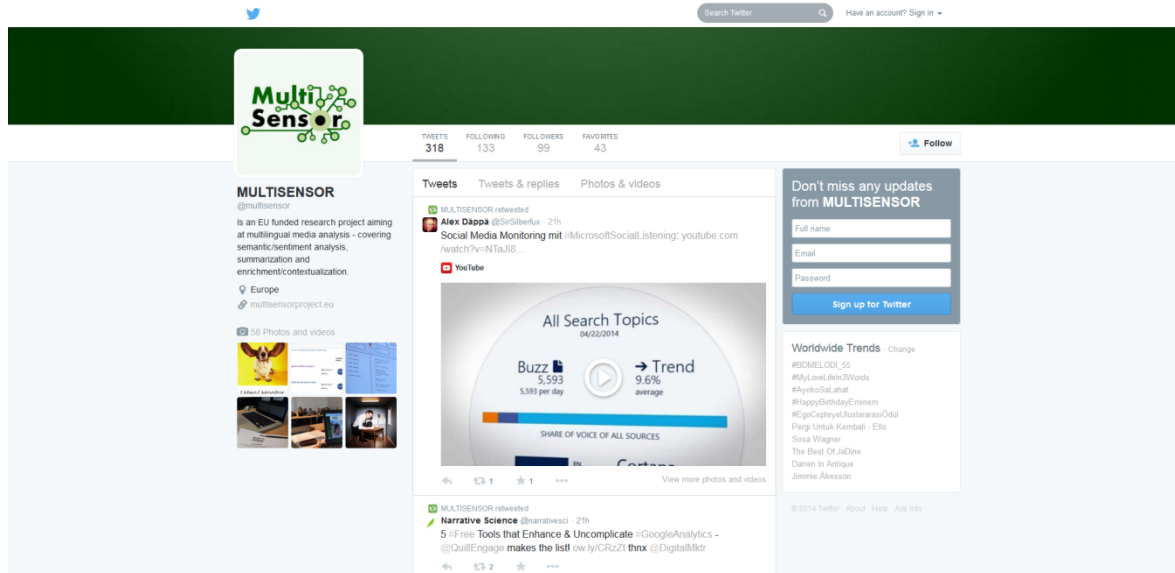 Search Twitter
Have an account? Sign in
Multi
Sensor
TWEETS
318
FOLLOWING
133
FOLLOWERS
99
FAVORITES
43
Follow
MULTISENSOR
@multisensor
Is an EU funded research project aiming
at multilingual media analysis - covering
semantic/sentiment analysis,
summarization and
enrichment/contextualization.
Europe
multisensorproject.eu
58 Photos and videos
Tweets Tweets & replies Photos & videos
MULTISENSOR retweeted
Alex Däppä @SirSilberfux · 21h
Social Media Monitoring mit #MicrosoftSocialListening: youtube.com
/watch?v=NTaJI8...
YouTube
All Search Topics
04/22/2014
Buzz
5,593
5,593 per day
→ Trend
9.6%
average
SHARE OF VOICE OF ALL SOURCES
EN
Cortana
1 1 View more photos and videos
MULTISENSOR retweeted
Narrative Science @narrativesci · 21h
5 #Free Tools that Enhance & Uncomplicate #GoogleAnalytics -
@QuillEngage makes the list! ow.ly/CRzZt thnx @DigitalMktr
2
Don't miss any updates
from MULTISENSOR
Full name
Email
Password
Sign up for Twitter
Worldwide Trends · Change
#BDMELODI_55
#MyLoveLifeIn3Words
#AyokoSaLahat
#HappyBirthdayEminem
#EgoCepteyeUluslararasıÖdül
Pergi Untuk Kembali - Ello
Sosa Wagner
The Best Of JaDine
Darren In Antique
Jimmie Åkesson
© 2014 Twitter About Help Ads info